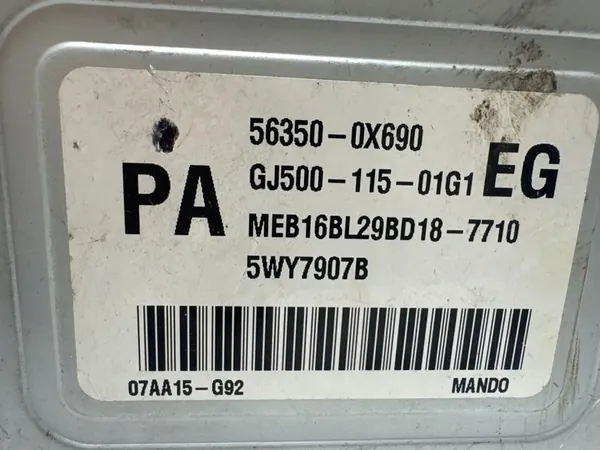 56350-0X690
PA GJ500-115-01G1 EG
MEB16BL29BD18-7710
5WY7907B
07AA15-G92 MANDO